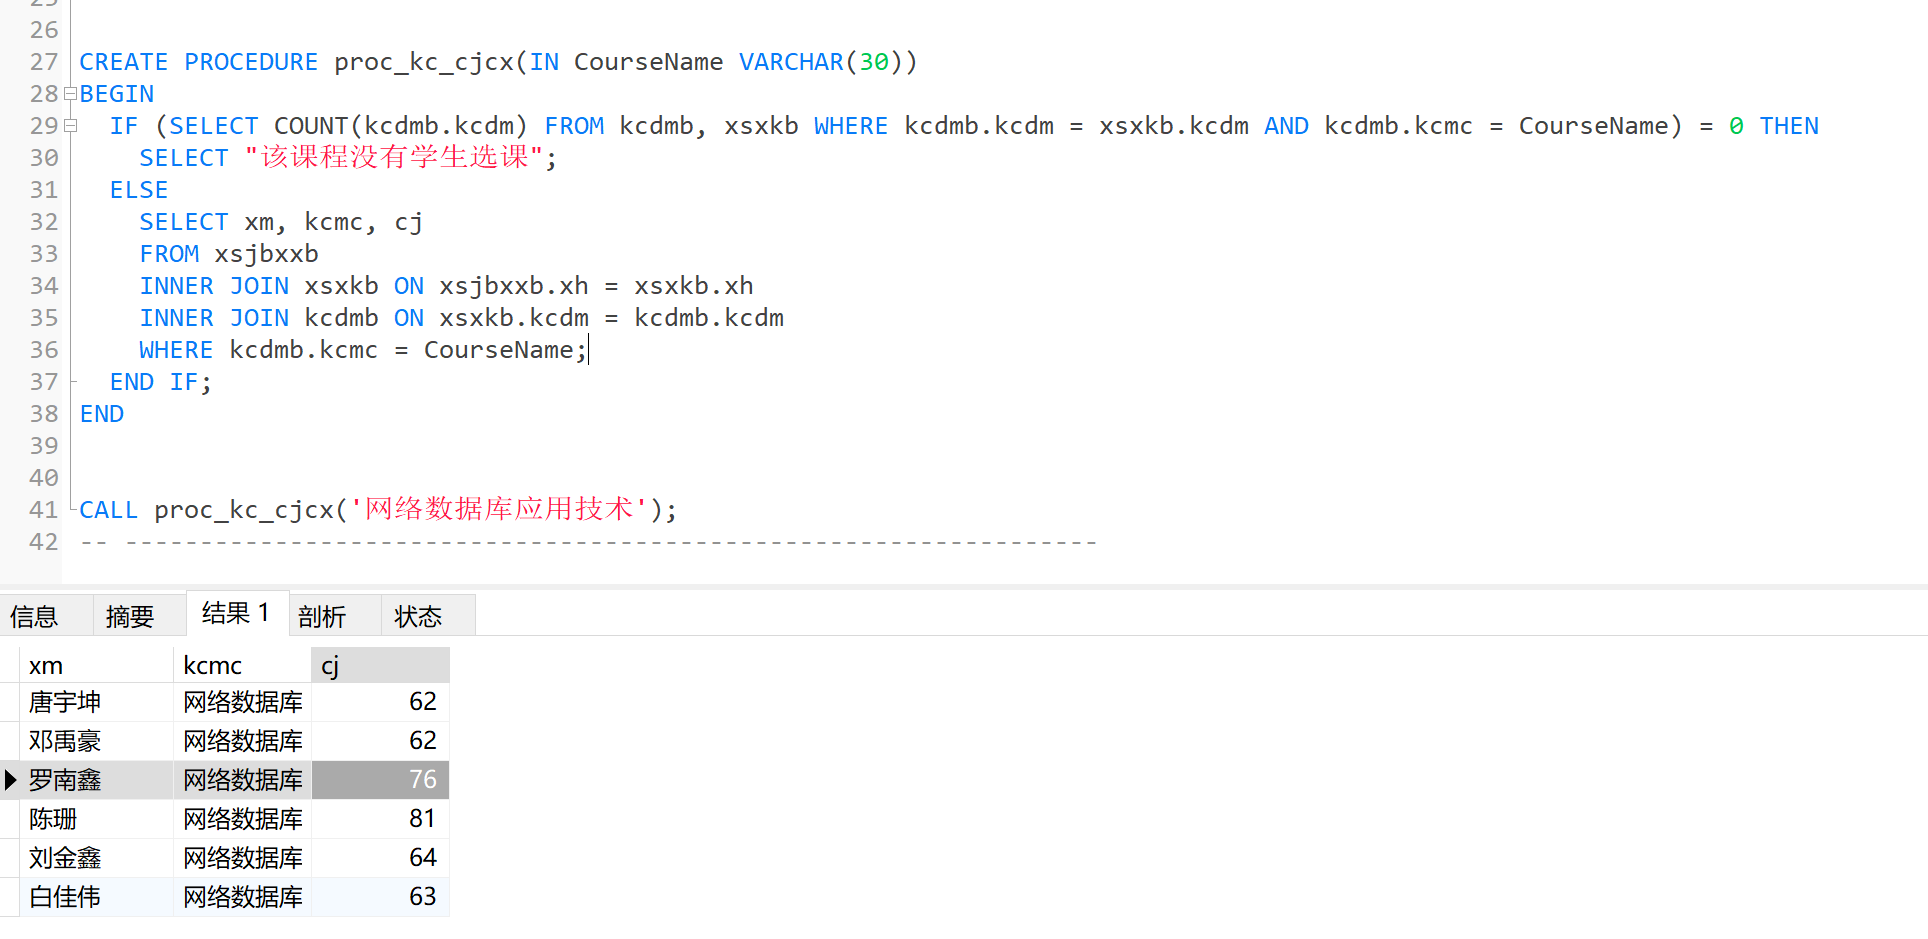 26
27 CREATE PROCEDURE proc_kc_cjcx(IN CourseName VARCHAR(30))
28 BEGIN
29 IF (SELECT COUNT(kcdmb.kcdm) FROM kcdmb, xsxkb WHERE kcdmb.kcdm = xsxkb.kcdm AND kcdmb.kcmc = CourseName) = 0 THEN
30 SELECT "该课程没有学生选课";
31 ELSE
32 SELECT xm, kcmc, cj
33 FROM xsjbxxb
34 INNER JOIN xsxkb ON xsjbxxb.xh = xsxkb.xh
35 INNER JOIN kcdmb ON xsxkb.kcdm = kcdmb.kcdm
36 WHERE kcdmb.kcmc = CourseName;
37 END IF;
38 END
39
40
41 CALL proc_kc_cjcx('网络数据库应用技术');
42 -- -----------------------------------------------------------------
信息 摘要 结果 1 剖析 状态
xm kcmc cj
唐宇坤 网络数据库 62
邓禹豪 网络数据库 62
罗南鑫 网络数据库 76
陈珊 网络数据库 81
刘金鑫 网络数据库 64
白佳伟 网络数据库 63